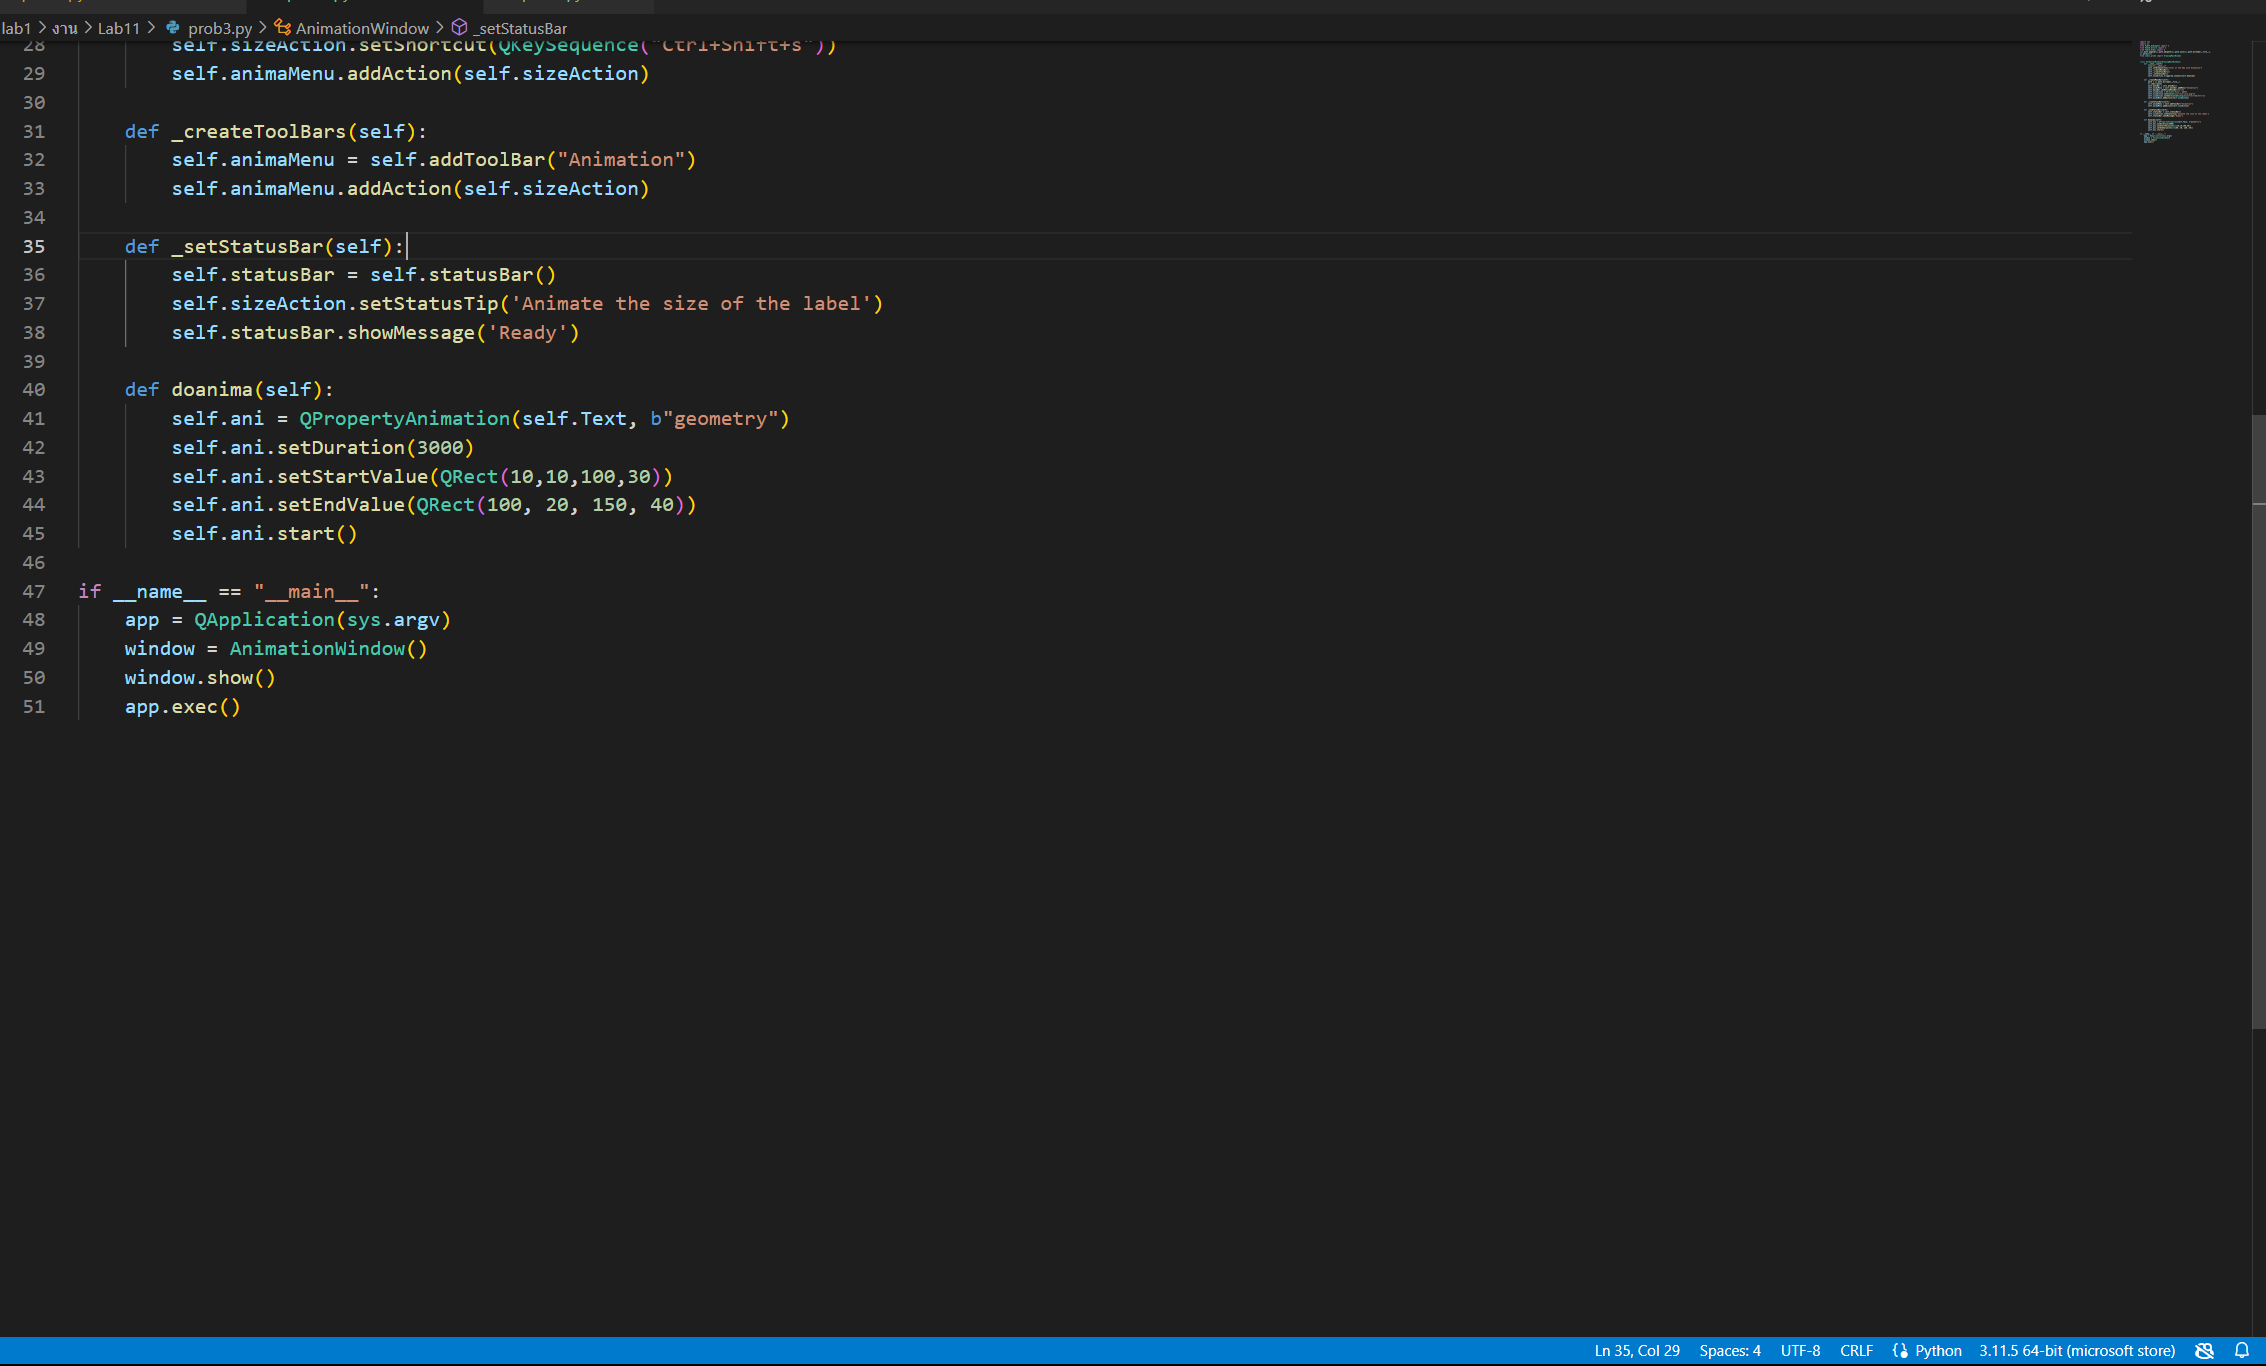 lab1 > งาน > Lab11 > prob3.py > AnimationWindow > _setStatusBar
28 self.sizeAction.setShortcut(QKeySequence("Ctrl+Shift+s"))
29 self.animaMenu.addAction(self.sizeAction)
30
31 def _createToolBars(self):
32 self.animaMenu = self.addToolBar("Animation")
33 self.animaMenu.addAction(self.sizeAction)
34
35 def _setStatusBar(self):
36 self.statusBar = self.statusBar()
37 self.sizeAction.setStatusTip('Animate the size of the label')
38 self.statusBar.showMessage('Ready')
39
40 def doanima(self):
41 self.ani = QPropertyAnimation(self.Text, b"geometry")
42 self.ani.setDuration(3000)
43 self.ani.setStartValue(QRect(10,10,100,30))
44 self.ani.setEndValue(QRect(100, 20, 150, 40))
45 self.ani.start()
46
47 if __name__ == "__main__":
48 app = QApplication(sys.argv)
49 window = AnimationWindow()
50 window.show()
51 app.exec()
Ln 35, Col 29 Spaces: 4 UTF-8 CRLF Python 3.11.5 64-bit (microsoft store)